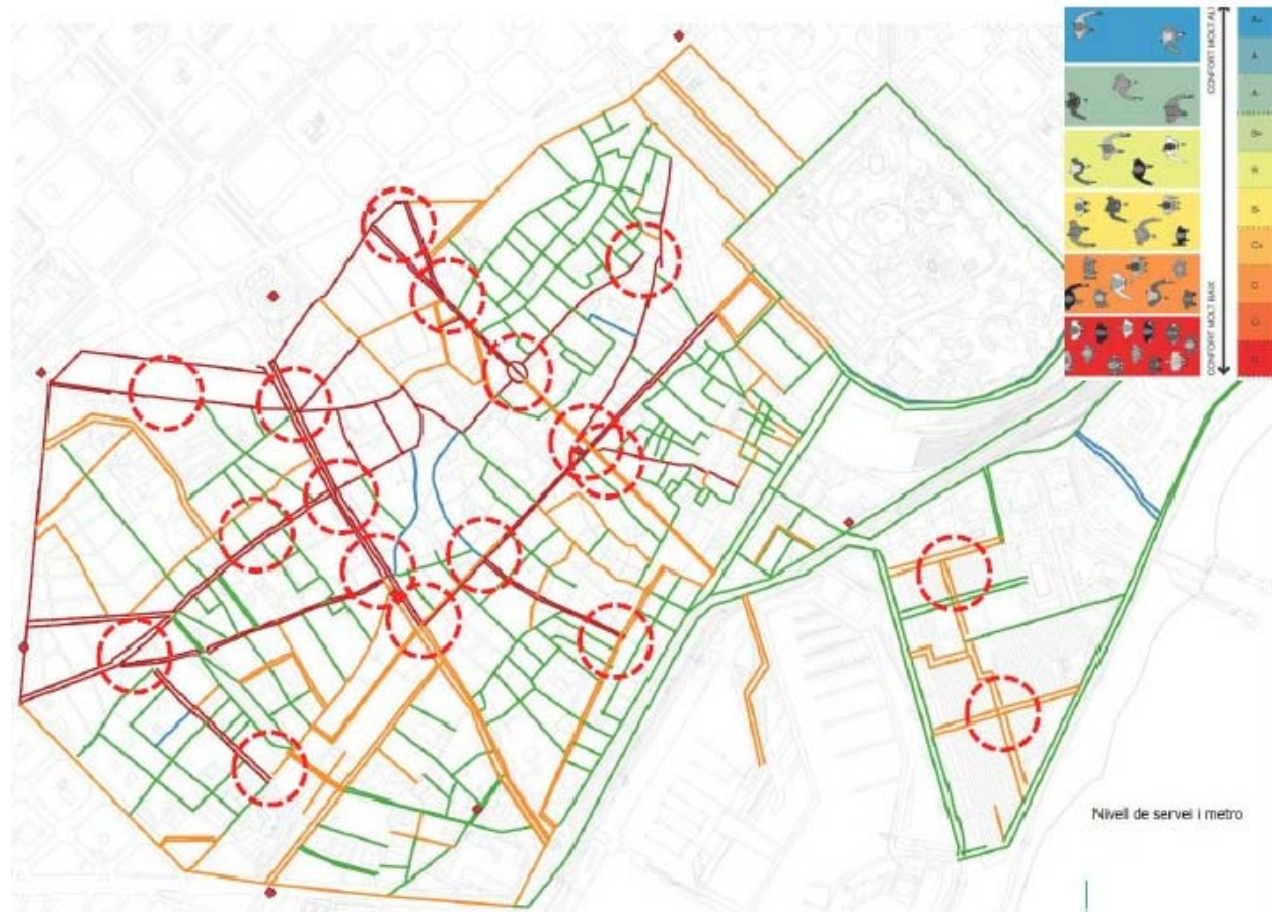 CONFORT MOLT ALT
CONFORT MOLT BAIX
A+
A
A-
B+
B
B-
C+
C
D
Nivell de servei i metro